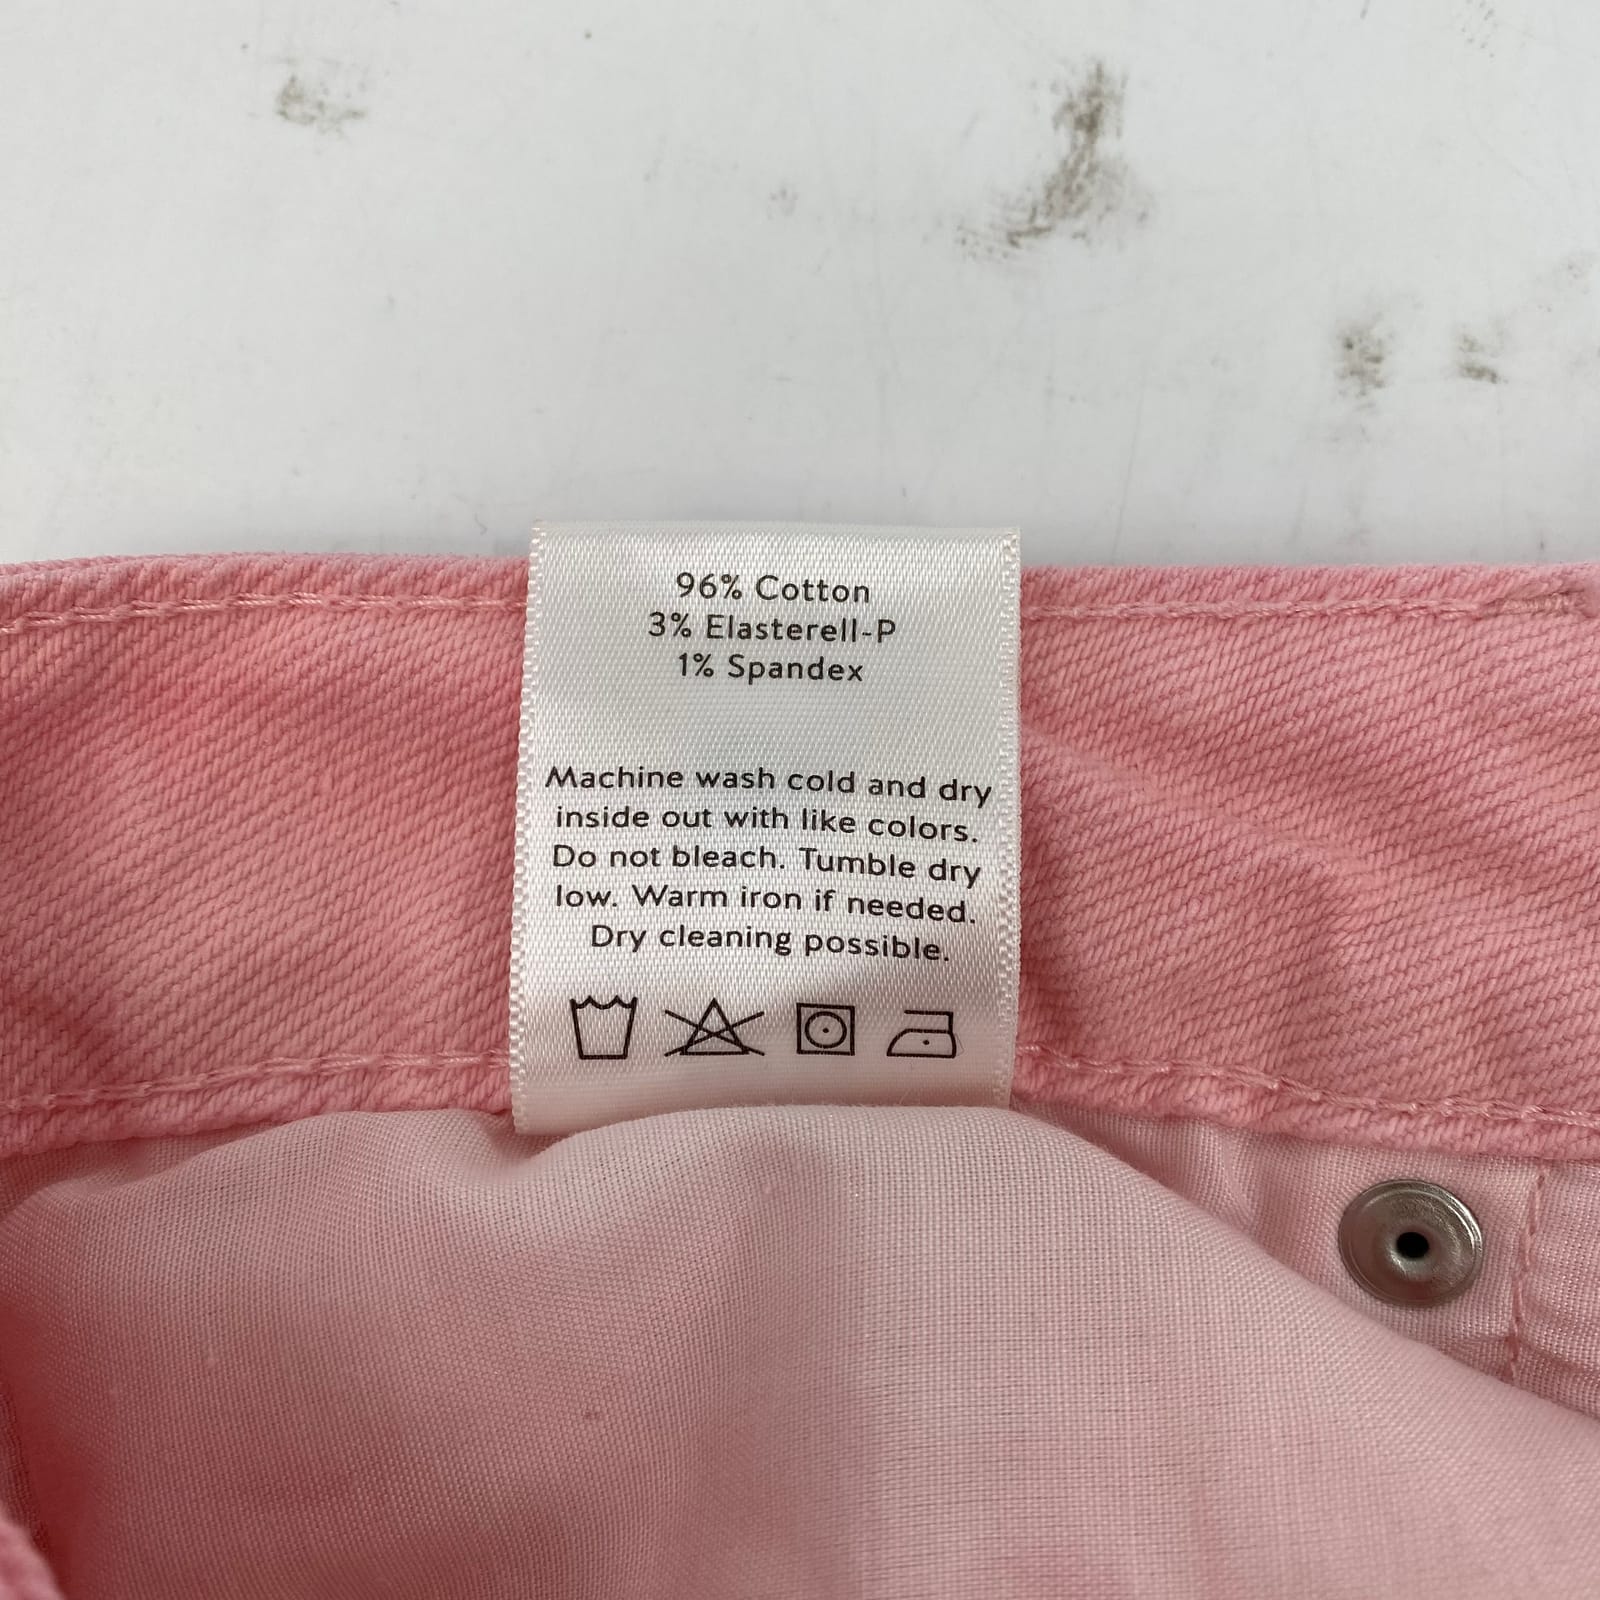 96% Cotton
3% Elasterell-P
1% Spandex
Machine wash cold and dry
inside out with like colors.
Do not bleach. Tumble dry
low. Warm iron if needed.
Dry cleaning possible.